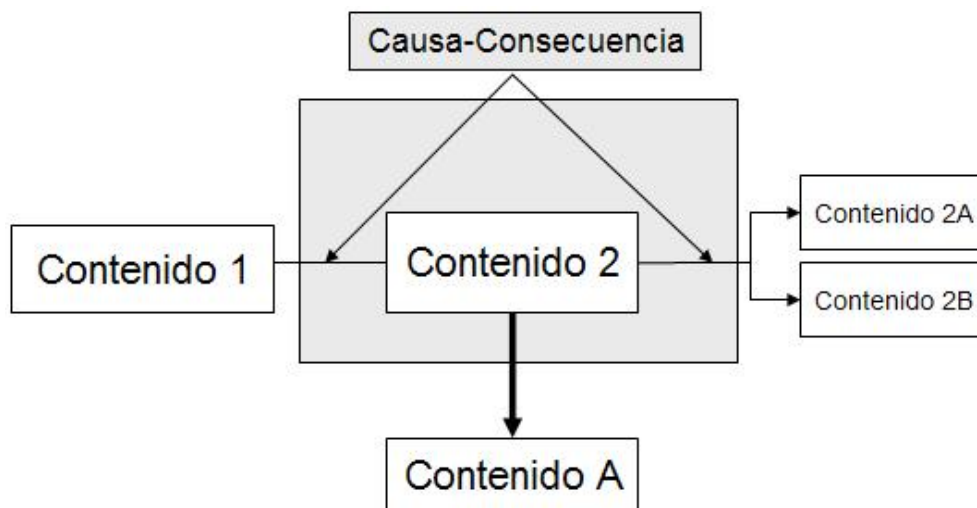 Causa-Consecuencia
Contenido 1
Contenido 2
Contenido 2A
Contenido 2B
Contenido A